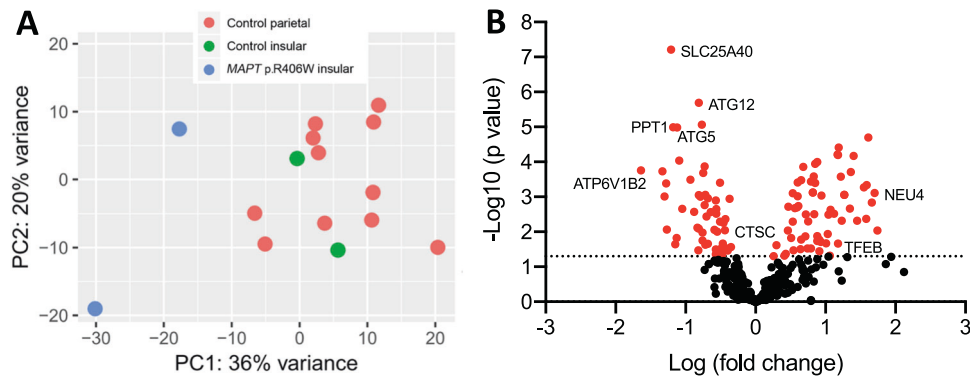 A
Control parietal
Control insular
MAPT p.R406W insular
PC2: 20% variance
20
10
0
−10
−20
−30
−20
−10
0
10
20
PC1: 36% variance
B
-Log10 (p value)
8
7
6
5
4
3
2
1
0
SLC25A40
ATG12
PPT1
ATG5
ATP6V1B2
NEU4
CTSC
TFEB
-3
-2
-1
0
1
2
3
Log (fold change)